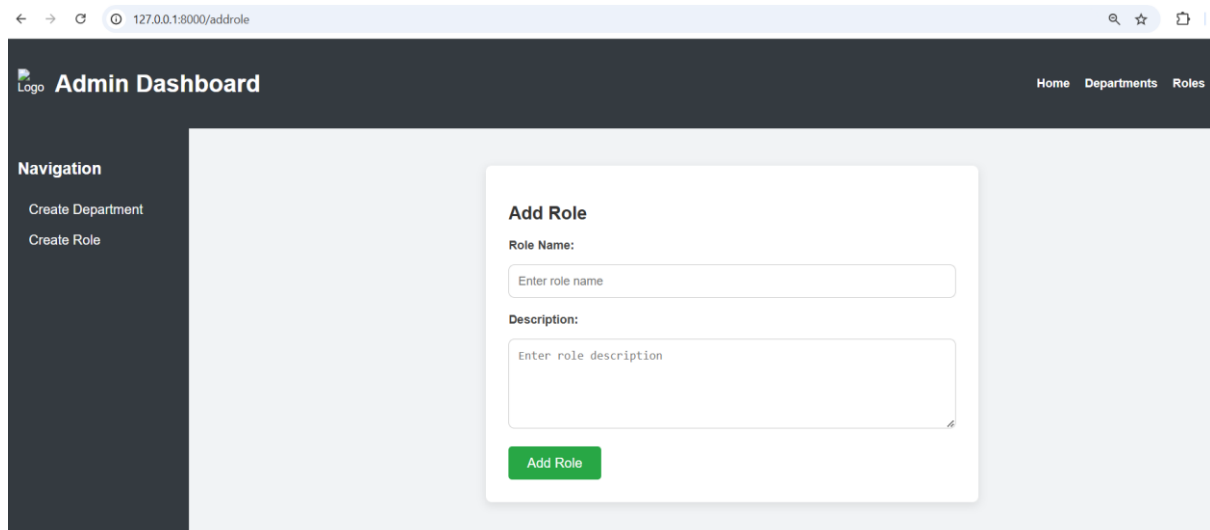 127.0.0.1:8000/addrole
Logo Admin Dashboard
Home Departments Roles
Navigation
Create Department
Create Role
Add Role
Role Name:
Enter role name
Description:
Enter role description
Add Role